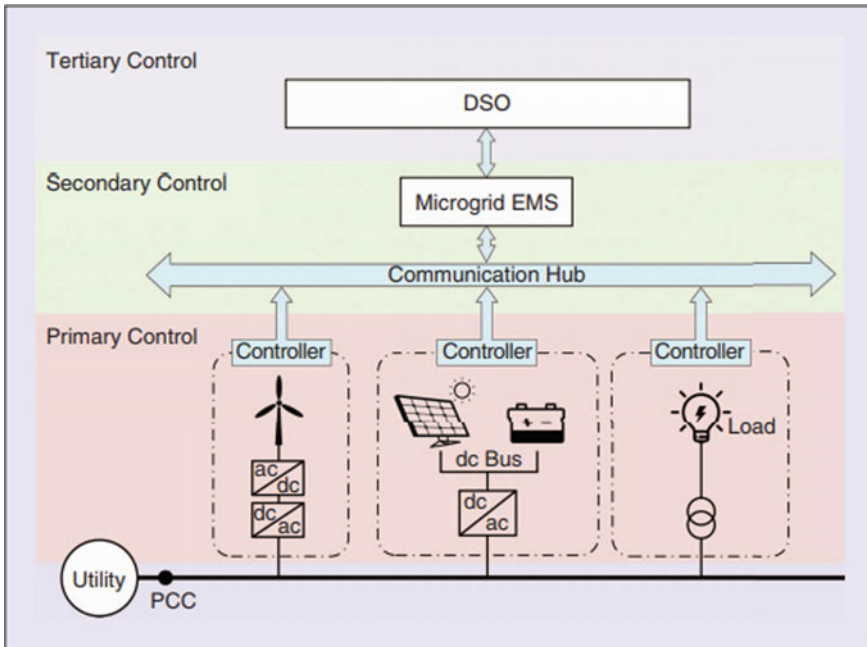 Tertiary Control
DSO
Secondary Control
Microgrid EMS
Communication Hub
Primary Control
Controller
Controller
Controller
Load
dc Bus
ac
dc
dc
ac
dc
ac
Utility
PCC